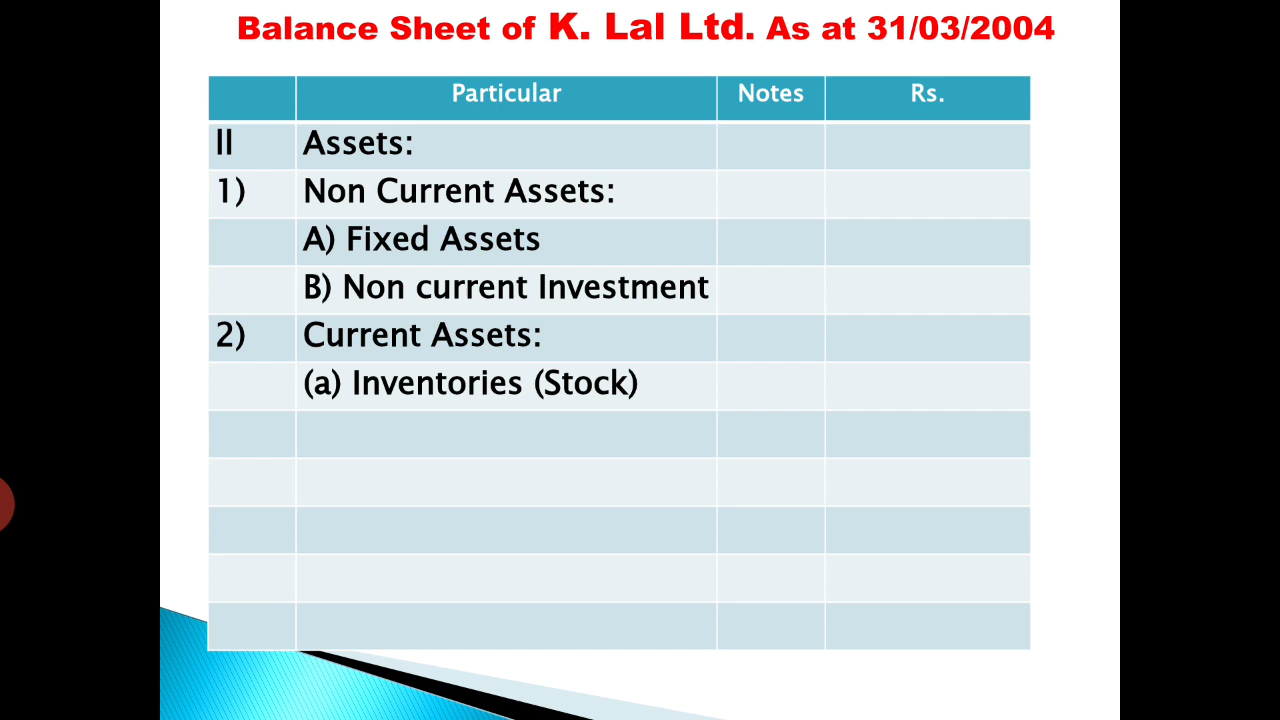 Balance Sheet of K. Lal Ltd. As at 31/03/2004
Particular Notes Rs.
II Assets:
1) Non Current Assets:
A) Fixed Assets
B) Non current Investment
2) Current Assets:
(a) Inventories (Stock)